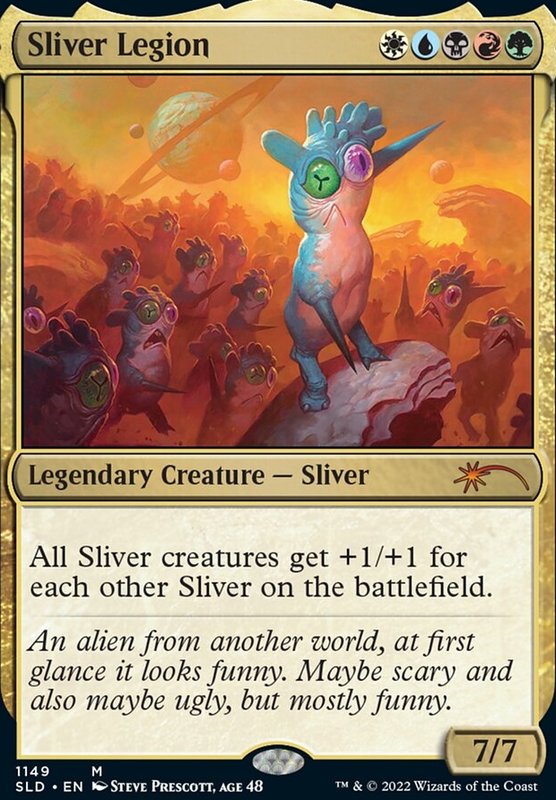 Sliver Legion
Legendary Creature — Sliver
All Sliver creatures get +1/+1 for
each other Sliver on the battlefield.
An alien from another world, at first
glance it looks funny. Maybe scary and
also maybe ugly, but mostly funny.
7/7
1149 M
SLD • EN Steve Prescott, age 48
™ & © 2022 Wizards of the Coast